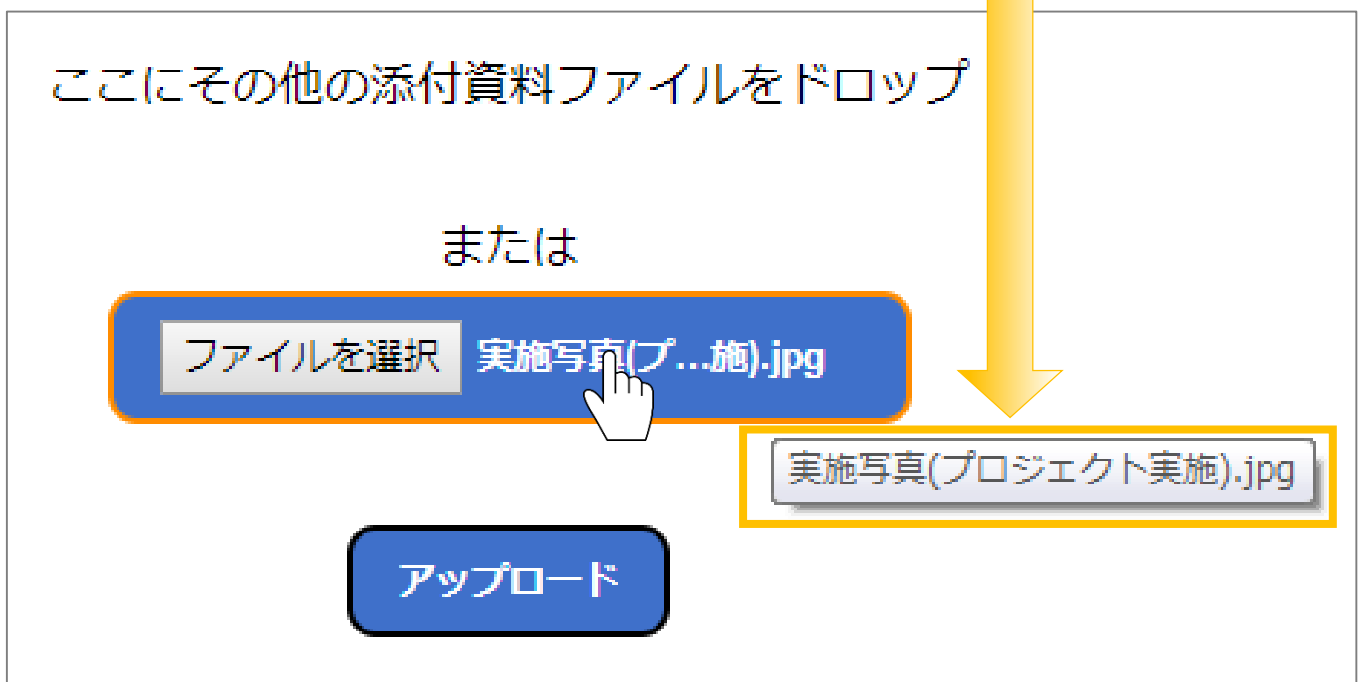 ここにその他の添付資料ファイルをドロップ
または
ファイルを選択 実施写真(プ...施).jpg
実施写真(プロジェクト実施).jpg
アップロード